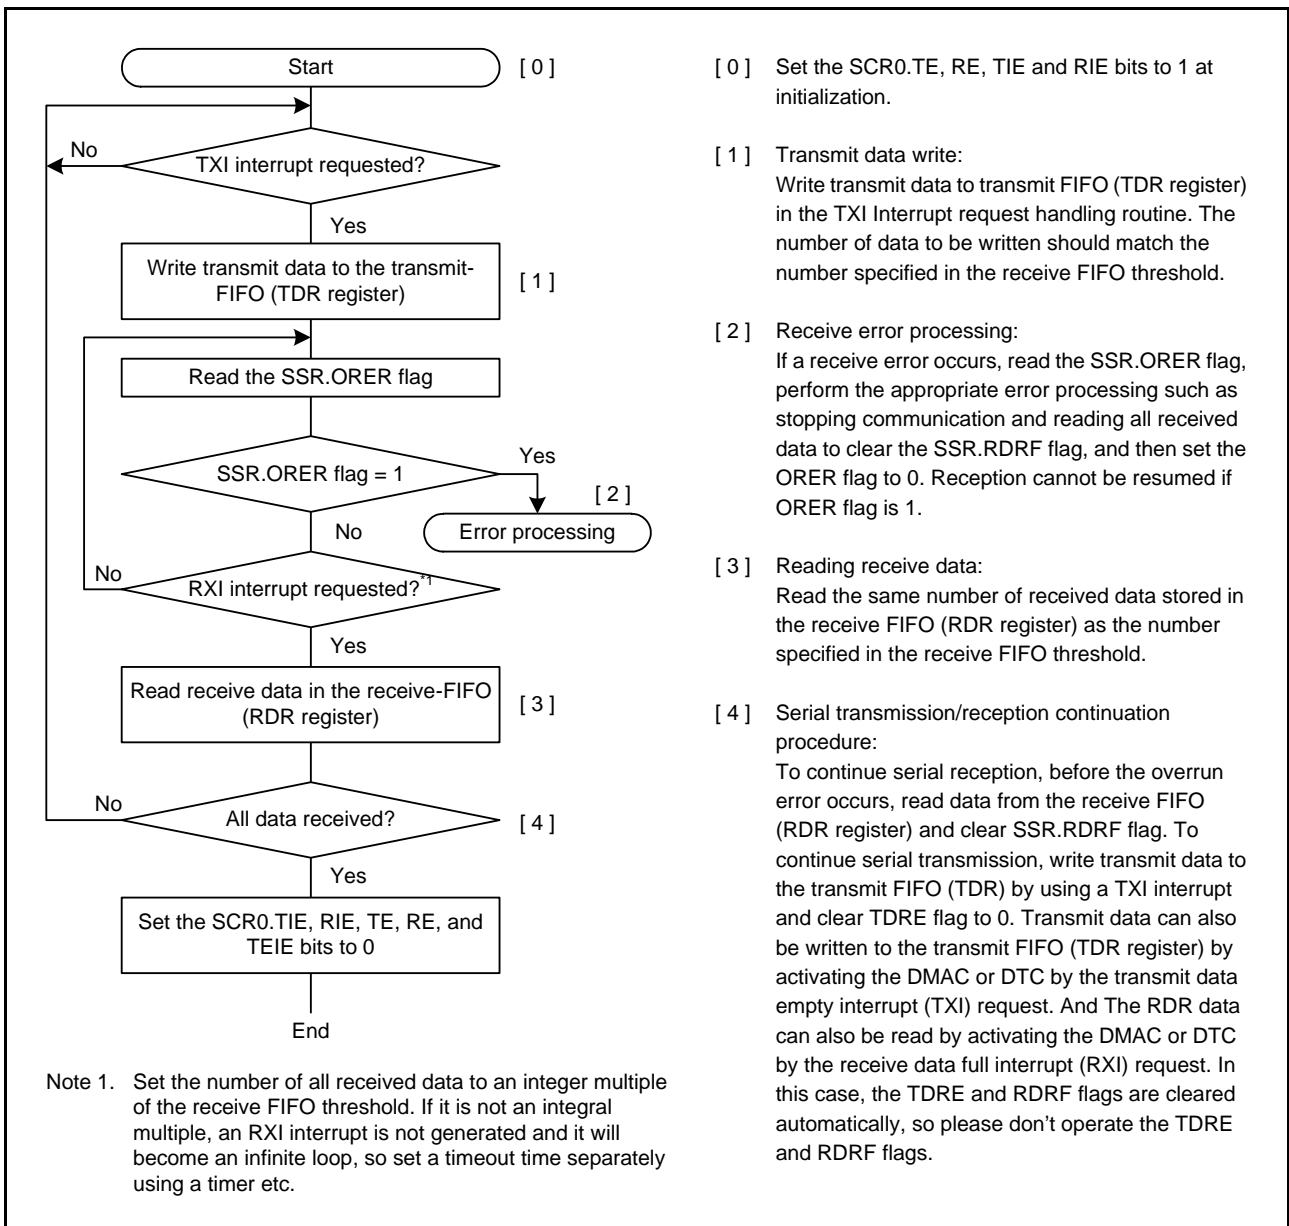 Start
[ 0 ]
TXI interrupt requested?
No
Yes
Write transmit data to the transmit-
FIFO (TDR register)
[ 1 ]
Read the SSR.ORER flag
SSR.ORER flag = 1
Yes
[ 2 ]
Error processing
No
RXI interrupt requested?*1
No
Yes
Read receive data in the receive-FIFO
(RDR register)
[ 3 ]
All data received?
No
[ 4 ]
Yes
Set the SCR0.TIE, RIE, TE, RE, and
TEIE bits to 0
End
Note 1. Set the number of all received data to an integer multiple
of the receive FIFO threshold. If it is not an integral
multiple, an RXI interrupt is not generated and it will
become an infinite loop, so set a timeout time separately
using a timer etc.
[ 0 ] Set the SCR0.TE, RE, TIE and RIE bits to 1 at
initialization.
[ 1 ] Transmit data write:
Write transmit data to transmit FIFO (TDR register)
in the TXI Interrupt request handling routine. The
number of data to be written should match the
number specified in the receive FIFO threshold.
[ 2 ] Receive error processing:
If a receive error occurs, read the SSR.ORER flag,
perform the appropriate error processing such as
stopping communication and reading all received
data to clear the SSR.RDRF flag, and then set the
ORER flag to 0. Reception cannot be resumed if
ORER flag is 1.
[ 3 ] Reading receive data:
Read the same number of received data stored in
the receive FIFO (RDR register) as the number
specified in the receive FIFO threshold.
[ 4 ] Serial transmission/reception continuation
procedure:
To continue serial reception, before the overrun
error occurs, read data from the receive FIFO
(RDR register) and clear SSR.RDRF flag. To
continue serial transmission, write transmit data to
the transmit FIFO (TDR) by using a TXI interrupt
and clear TDRE flag to 0. Transmit data can also
be written to the transmit FIFO (TDR register) by
activating the DMAC or DTC by the transmit data
empty interrupt (TXI) request. And The RDR data
can also be read by activating the DMAC or DTC
by the receive data full interrupt (RXI) request. In
this case, the TDRE and RDRF flags are cleared
automatically, so please don't operate the TDRE
and RDRF flags.